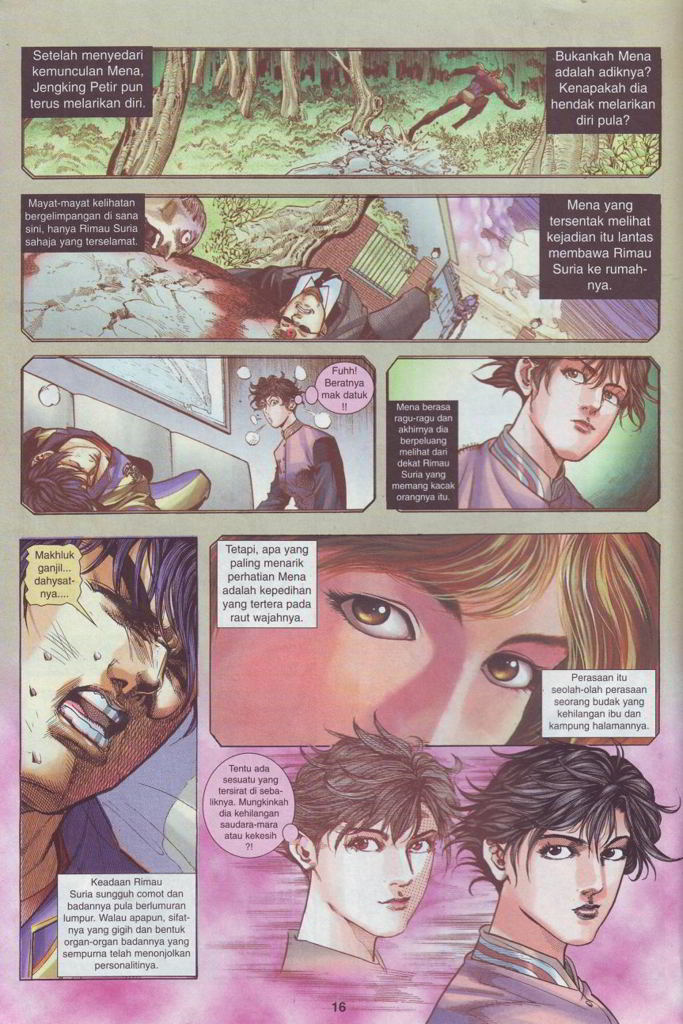 Setelah menyedari
kemunculan Mena,
Jengking Petir pun
terus melarikan diri.
Bukankah Mena
adalah adiknya?
Kenapakah dia
hendak melarikan
diri pula?
Mayat-mayat kelihatan
bergelimpangan di sana
sini, hanya Rimau Suria
sahaja yang terselamat.
Mena yang
tersentak melihat
kejadian itu lantas
membawa Rimau
Suria ke rumah-
nya.
Fuhh!
Beratnya
mak datuk
!!
Mena berasa
ragu-ragu dan
akhirnya dia
berpeluang
melihat dari
dekat Rimau
Suria yang
memang kacak
orangnya itu.
Makhluk
ganjil...
dahysat-
nya....
Tetapi, apa yang
paling menarik
perhatian Mena
adalah kepedihan
yang tertera pada
raut wajahnya.
Perasaan itu
seolah-olah perasaan
seorang budak yang
kehilangan ibu dan
kampung halamannya.
Tentu ada
sesuatu yang
tersirat di seba-
liknya. Mungkinkah
dia kehilangan
saudara-mara
atau kekesih
?!
Keadaan Rimau
Suria sungguh comot dan
badannya pula berlumuran
lumpur. Walau apapun, sifat-
nya yang gigih dan bentuk
organ-organ badannya yang
sempurna telah menonjolkan
personalitinya.
16